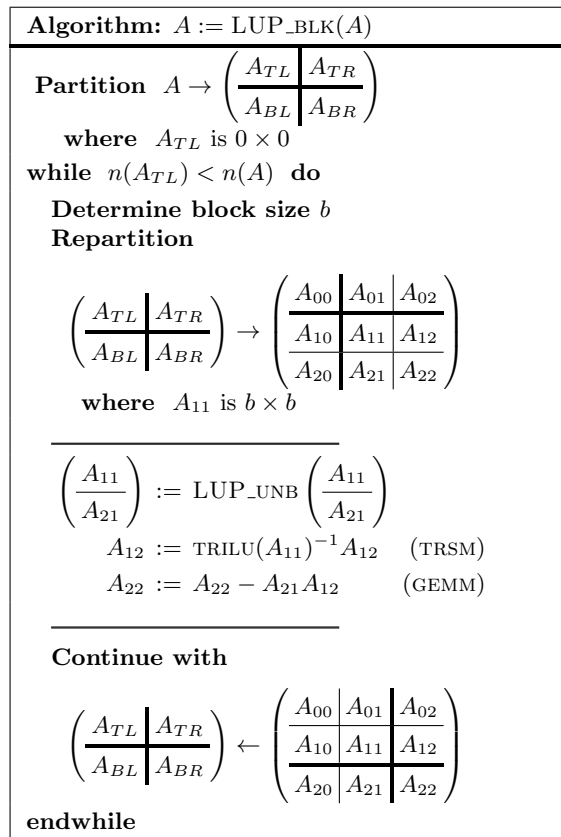 Algorithm: A := LUP_BLK(A)
Partition A → ( A_TL A_TR
A_BL A_BR )
where A_TL is 0 × 0
while n(A_TL) < n(A) do
Determine block size b
Repartition
( A_TL A_TR
A_BL A_BR ) → ( A_00 A_01 A_02
A_10 A_11 A_12
A_20 A_21 A_22 )
where A_11 is b × b
( A_11
A_21 ) := LUP_UNB ( A_11
A_21 )
A_12 := TRILU(A_11)^{-1} A_12 (TRSM)
A_22 := A_22 − A_21 A_12 (GEMM)
Continue with
( A_TL A_TR
A_BL A_BR ) ← ( A_00 A_01 A_02
A_10 A_11 A_12
A_20 A_21 A_22 )
endwhile